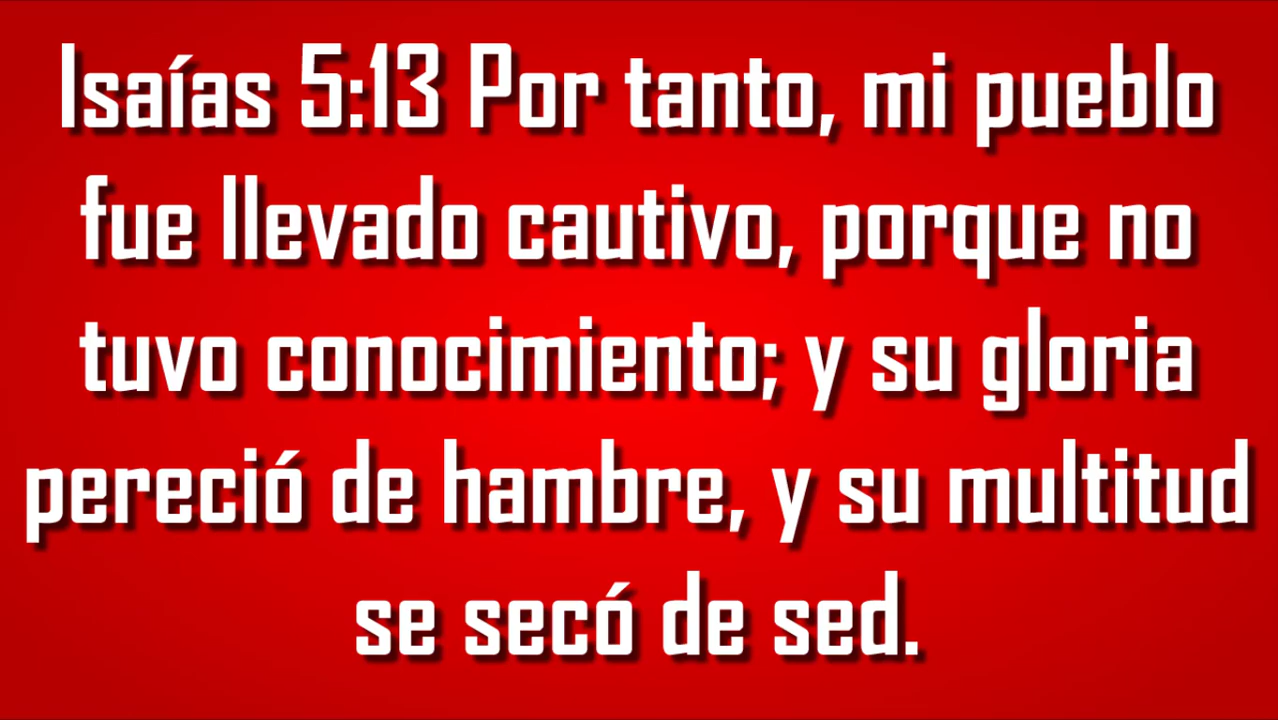 Isaías 5:13 Por tanto, mi pueblo
fue llevado cautivo, porque no
tuvo conocimiento; y su gloria
pereció de hambre, y su multitud
se secó de sed.